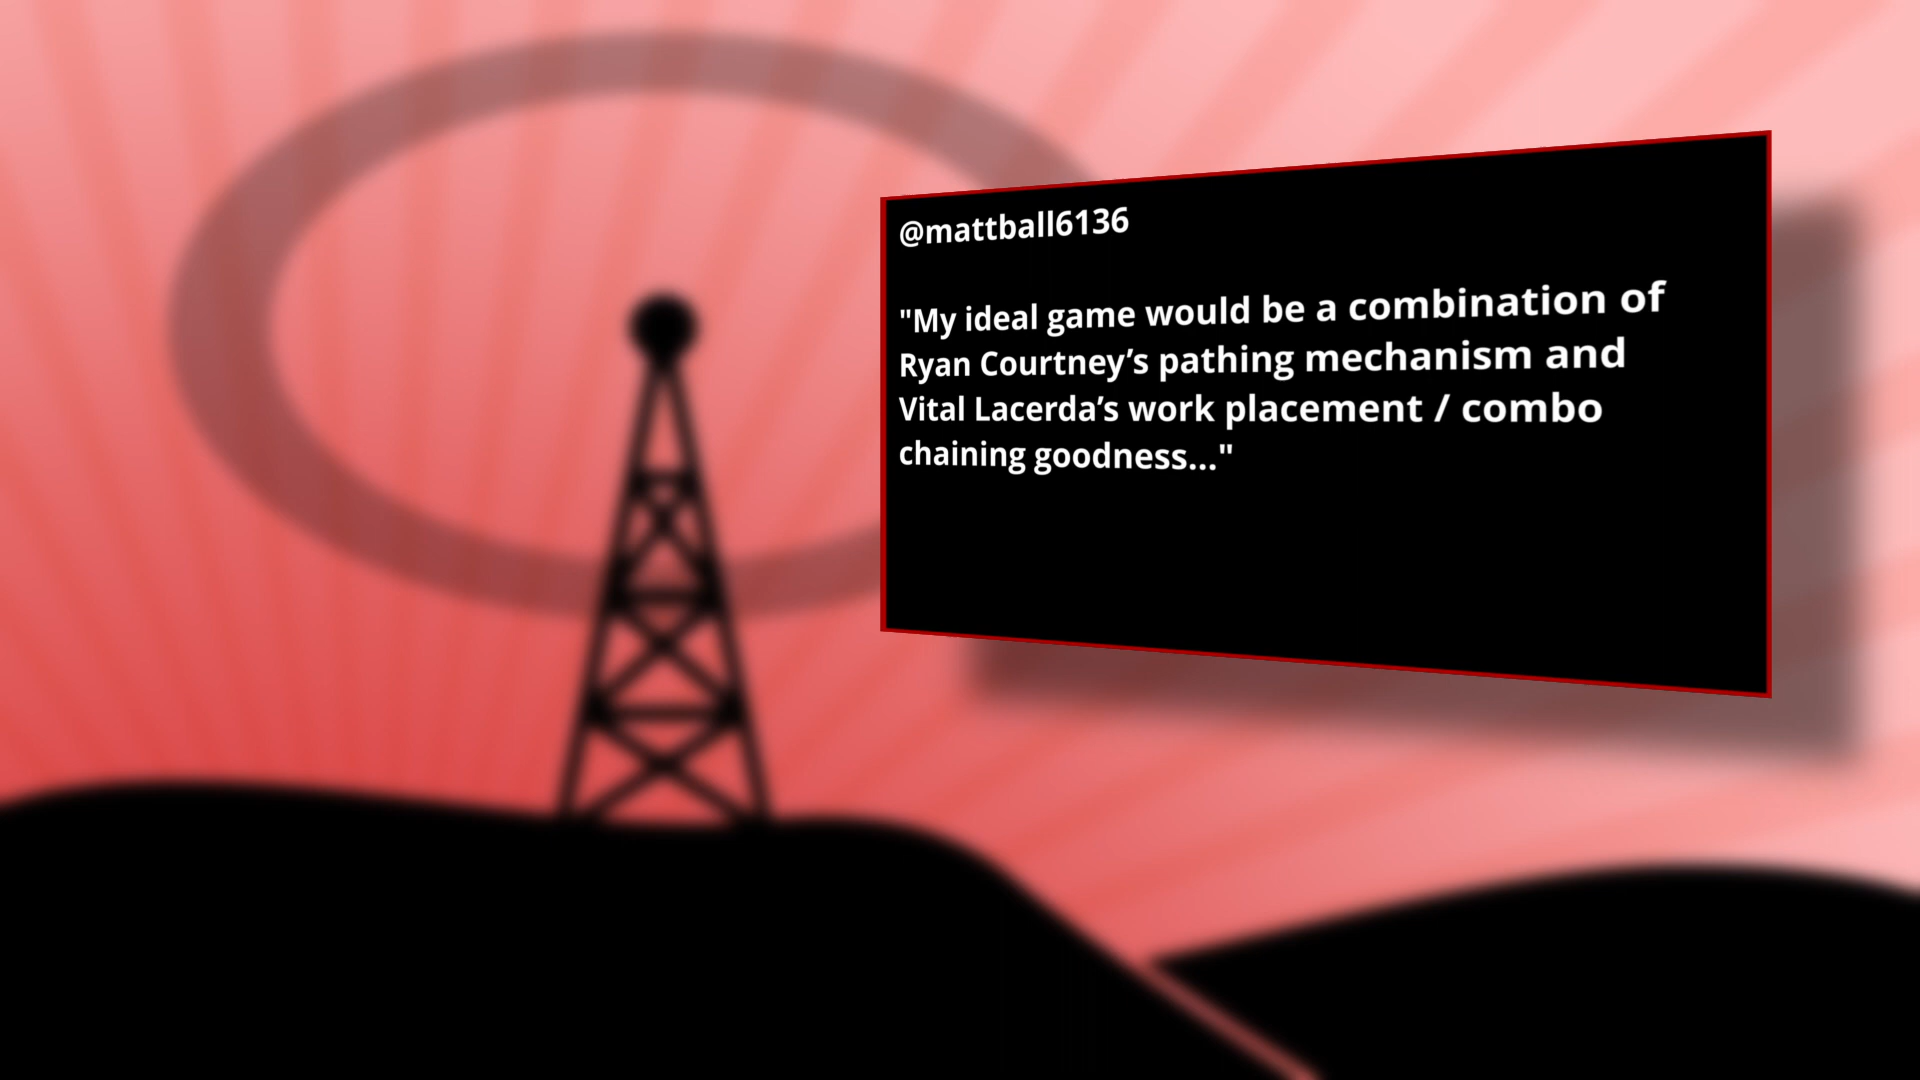 @mattball6136
"My ideal game would be a combination of
Ryan Courtney’s pathing mechanism and
Vital Lacerda’s work placement / combo
chaining goodness..."